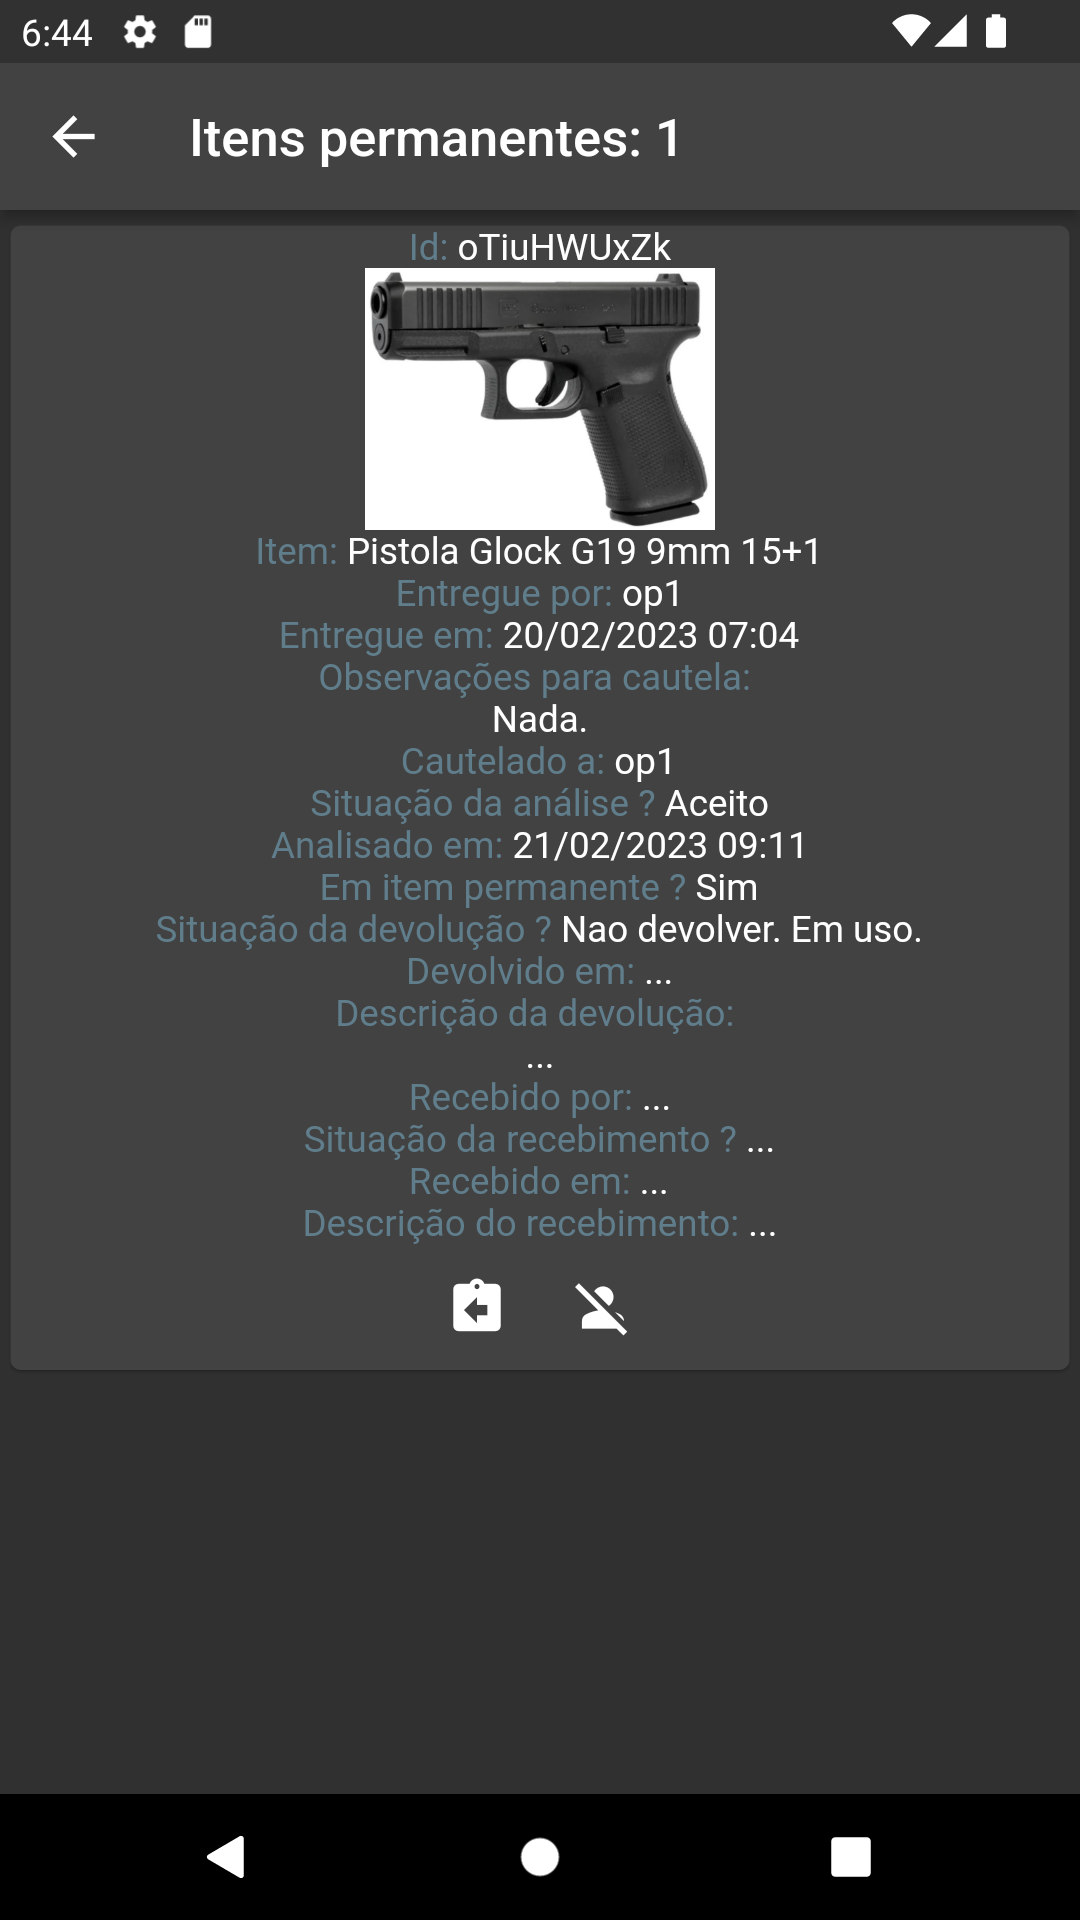 6:44
Itens permanentes: 1
Id: oTiuHWUxZk
Item: Pistola Glock G19 9mm 15+1
Entregue por: op1
Entregue em: 20/02/2023 07:04
Observações para cautela:
Nada.
Cautelado a: op1
Situação da análise ? Aceito
Analisado em: 21/02/2023 09:11
Em item permanente ? Sim
Situação da devolução ? Nao devolver. Em uso.
Devolvido em: ...
Descrição da devolução:
...
Recebido por: ...
Situação da recebimento ? ...
Recebido em: ...
Descrição do recebimento: ...